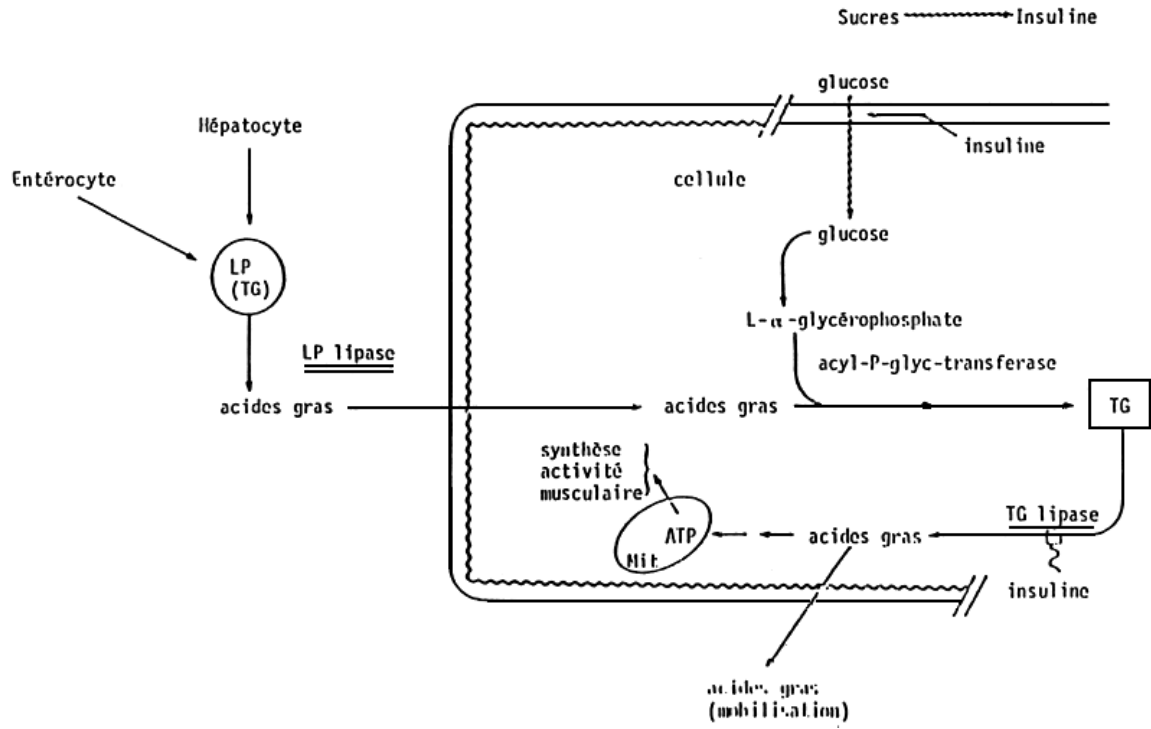 Sucres Insuline
glucose
Hépatocyte
insuline
Entérocyte
cellule
glucose
LP
(TG)
L-α-glycérophosphate
LP lipase
acyl-P-glyc-transferase
acides gras
acides gras
TG
synthèse
activité
musculaire
TG lipase
ATP
acides gras
Mit
insuline
acides gras
(mobilisation)